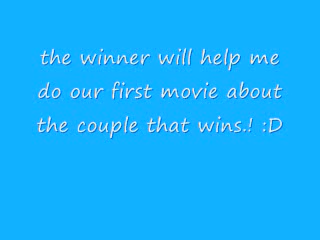 the winner will help me
do our first movie about
the couple that wins.! :D